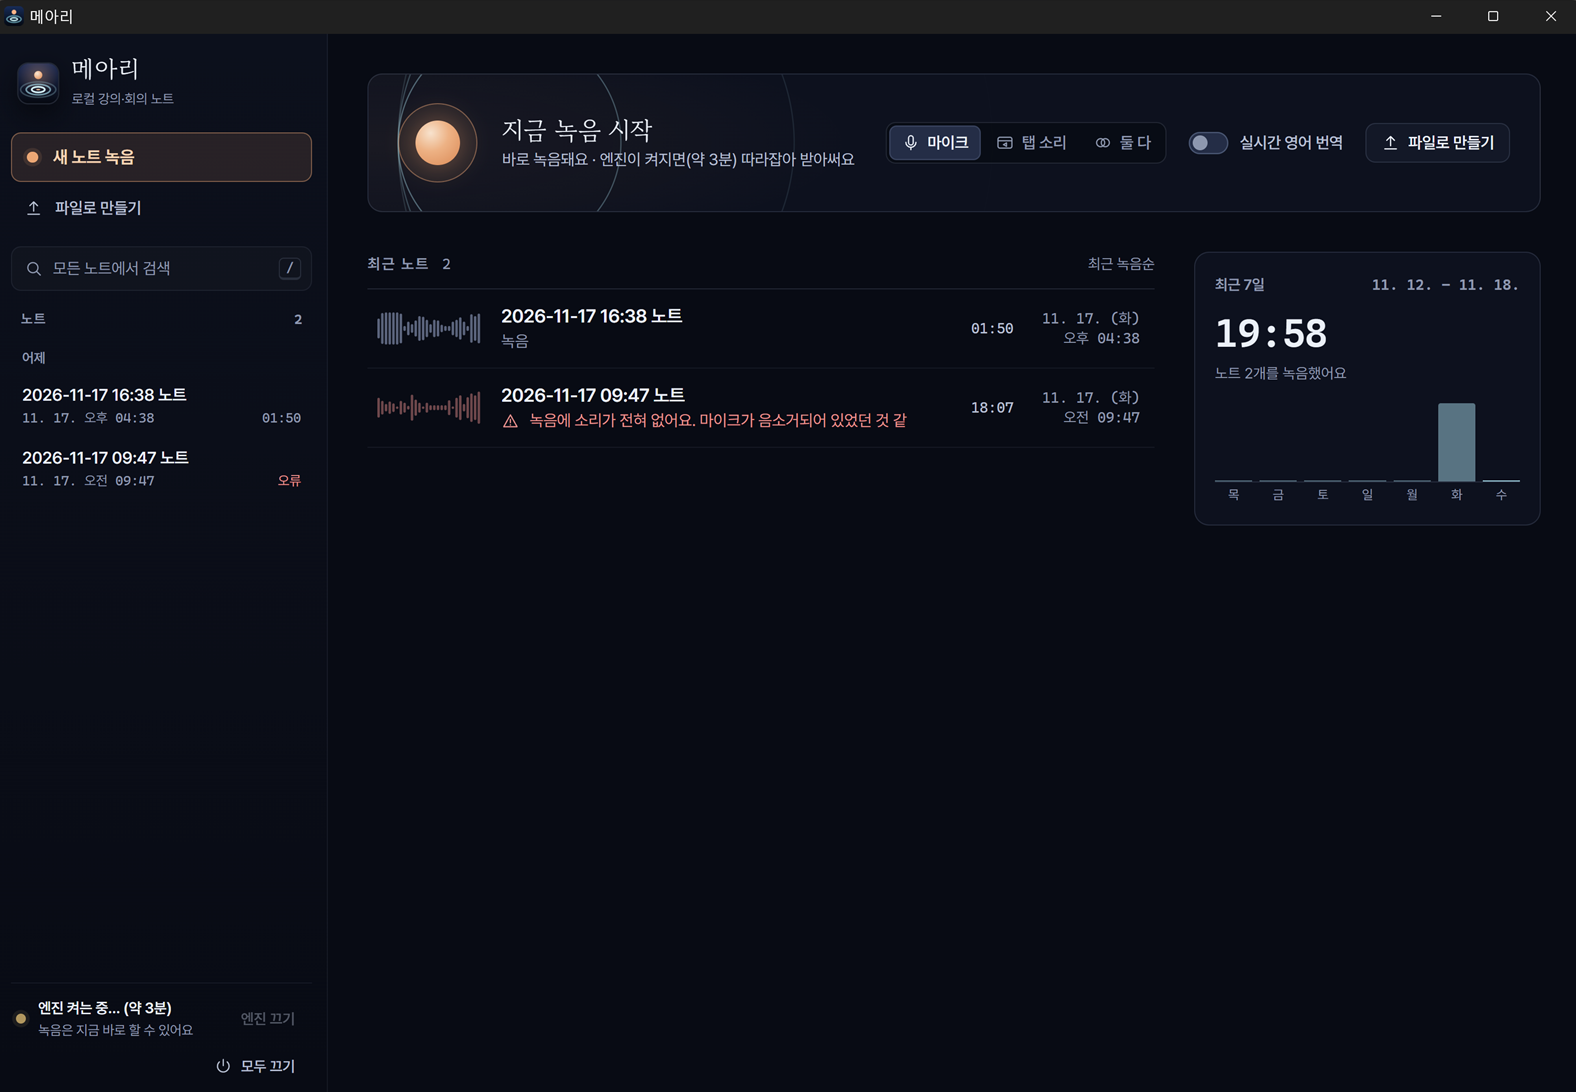 메아리
메아리
로컬 강의·회의 노트
새 노트 녹음
파일로 만들기
모든 노트에서 검색 /
노트 2
어제
2026-11-17 16:38 노트
11. 17. 오후 04:38 01:50
2026-11-17 09:47 노트
11. 17. 오전 09:47 오류
엔진 켜는 중... (약 3분)
녹음은 지금 바로 할 수 있어요
엔진 끄기
모두 끄기
지금 녹음 시작
바로 녹음돼요 · 엔진이 켜지면(약 3분) 따라잡아 받아써요
마이크 탭 소리 둘 다
실시간 영어 번역
파일로 만들기
최근 노트 2
최근 녹음순
2026-11-17 16:38 노트
녹음
01:50
11. 17. (화)
오후 04:38
2026-11-17 09:47 노트
녹음에 소리가 전혀 없어요. 마이크가 음소거되어 있었던 것 같
18:07
11. 17. (화)
오전 09:47
최근 7일 11. 12. – 11. 18.
19:58
노트 2개를 녹음했어요
목 금 토 일 월 화 수